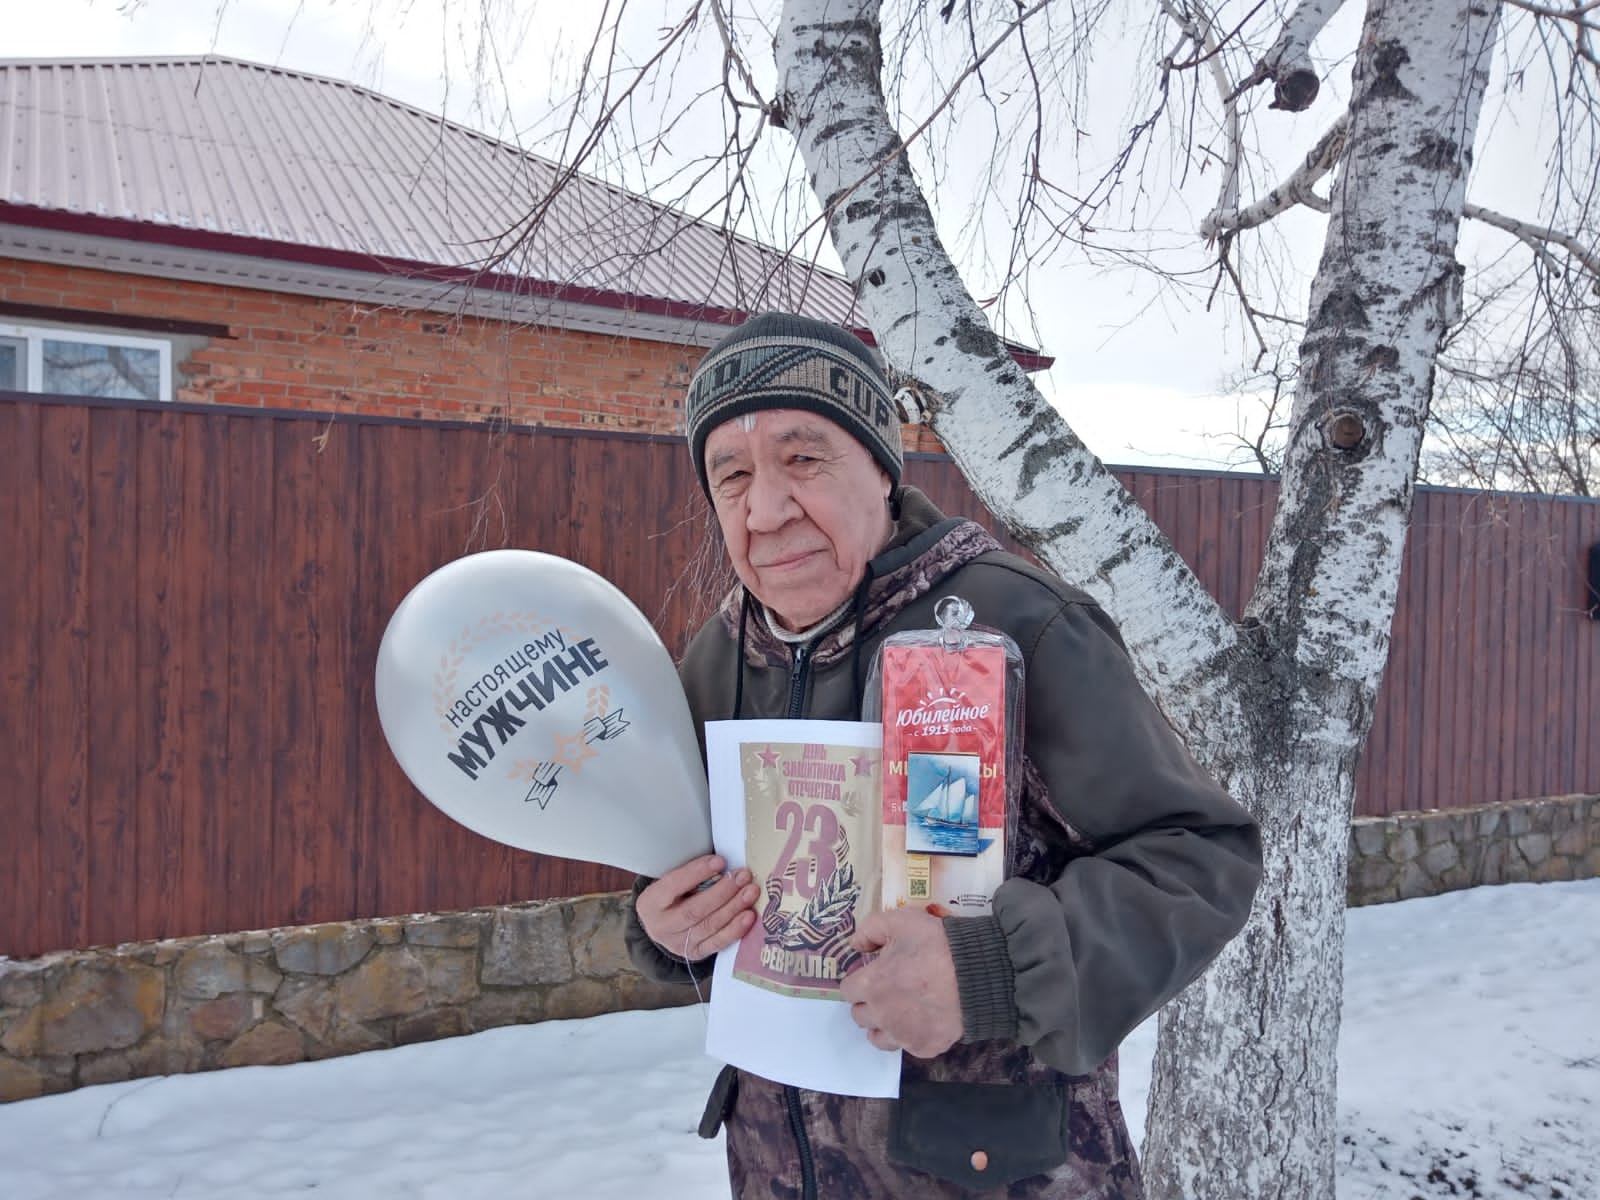 CUP
настоящему
МУЖЧИНЕ
ДЕНЬ
ЗАЩИТНИКА
ОТЕЧЕСТВА
23
ФЕВРАЛЯ
Юбилейное
- с 1913 года -